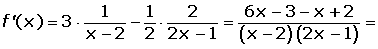 f'(x) = 3 · 1/(x−2) − 1/2 · 2/(2x−1) = (6x−3−x+2)/((x−2)(2x−1)) =